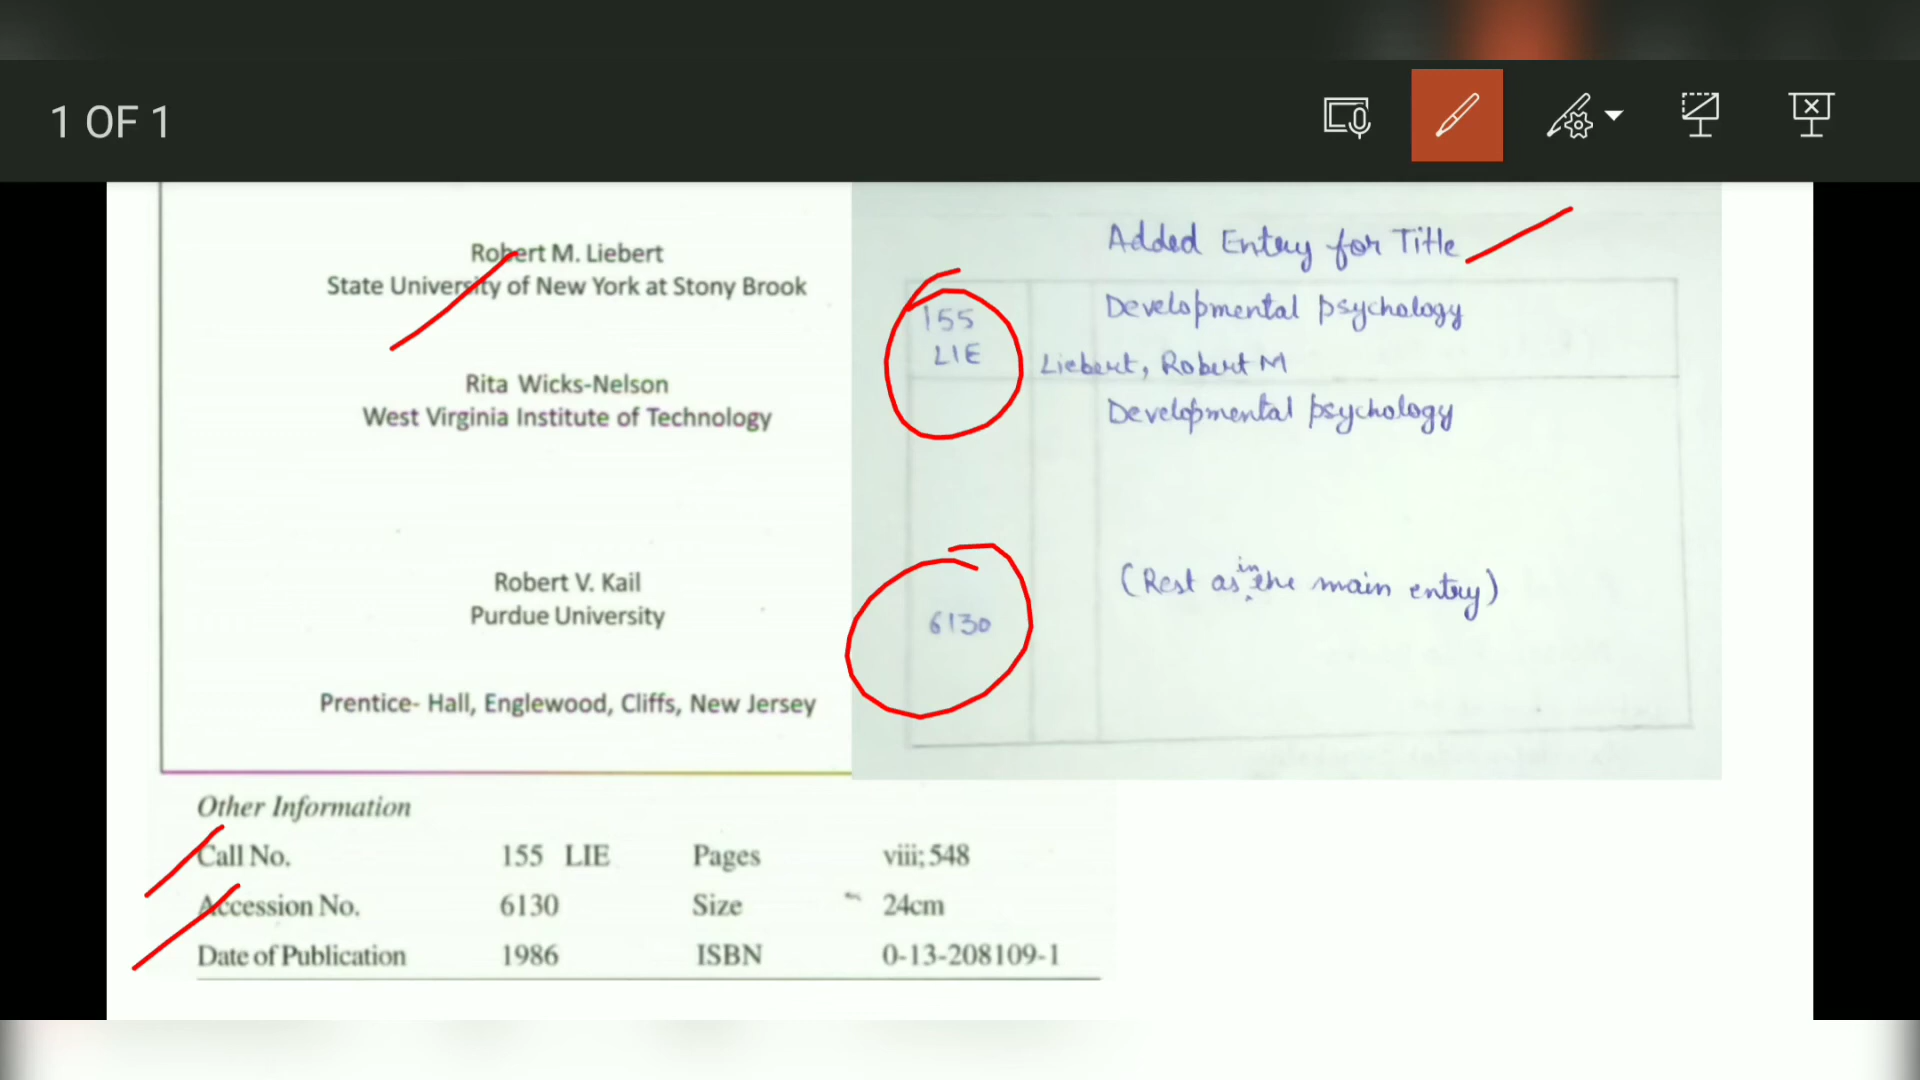 1 OF 1
Robert M. Liebert
State University of New York at Stony Brook
Rita Wicks-Nelson
West Virginia Institute of Technology
Robert V. Kail
Purdue University
Prentice- Hall, Englewood, Cliffs, New Jersey
Added Entry for Title
155
LIE
Developmental psychology
Liebert, Robert M
Developmental psychology
(Rest as in the main entry)
6130
Other Information
Call No. 155 LIE Pages viii; 548
Accession No. 6130 Size 24cm
Date of Publication 1986 ISBN 0-13-208109-1